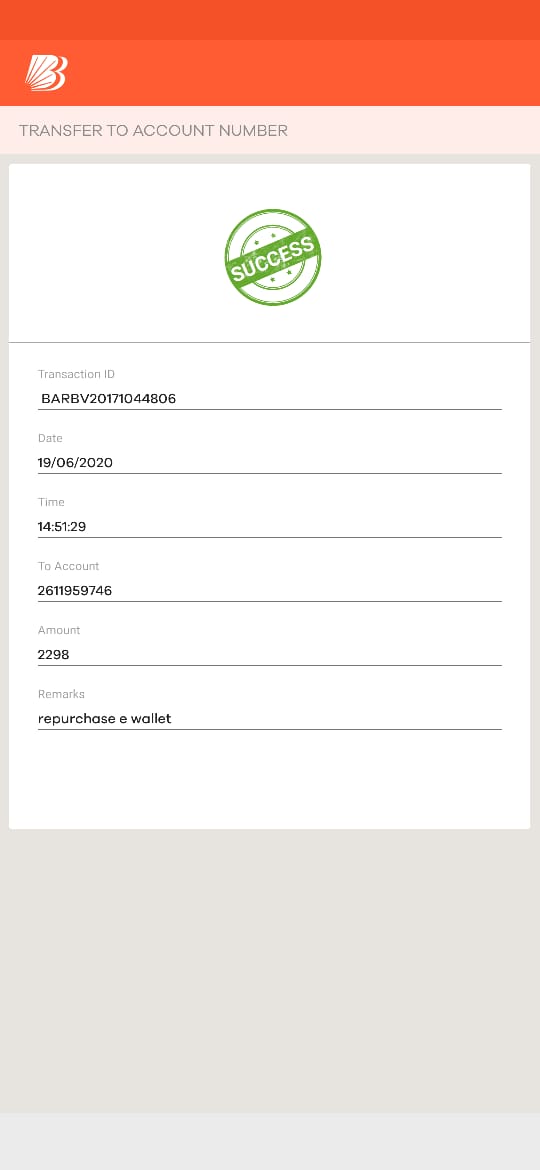 TRANSFER TO ACCOUNT NUMBER
SUCCESS
Transaction ID
BARBV20171044806
Date
19/06/2020
Time
14:51:29
To Account
2611959746
Amount
2298
Remarks
repurchase e wallet